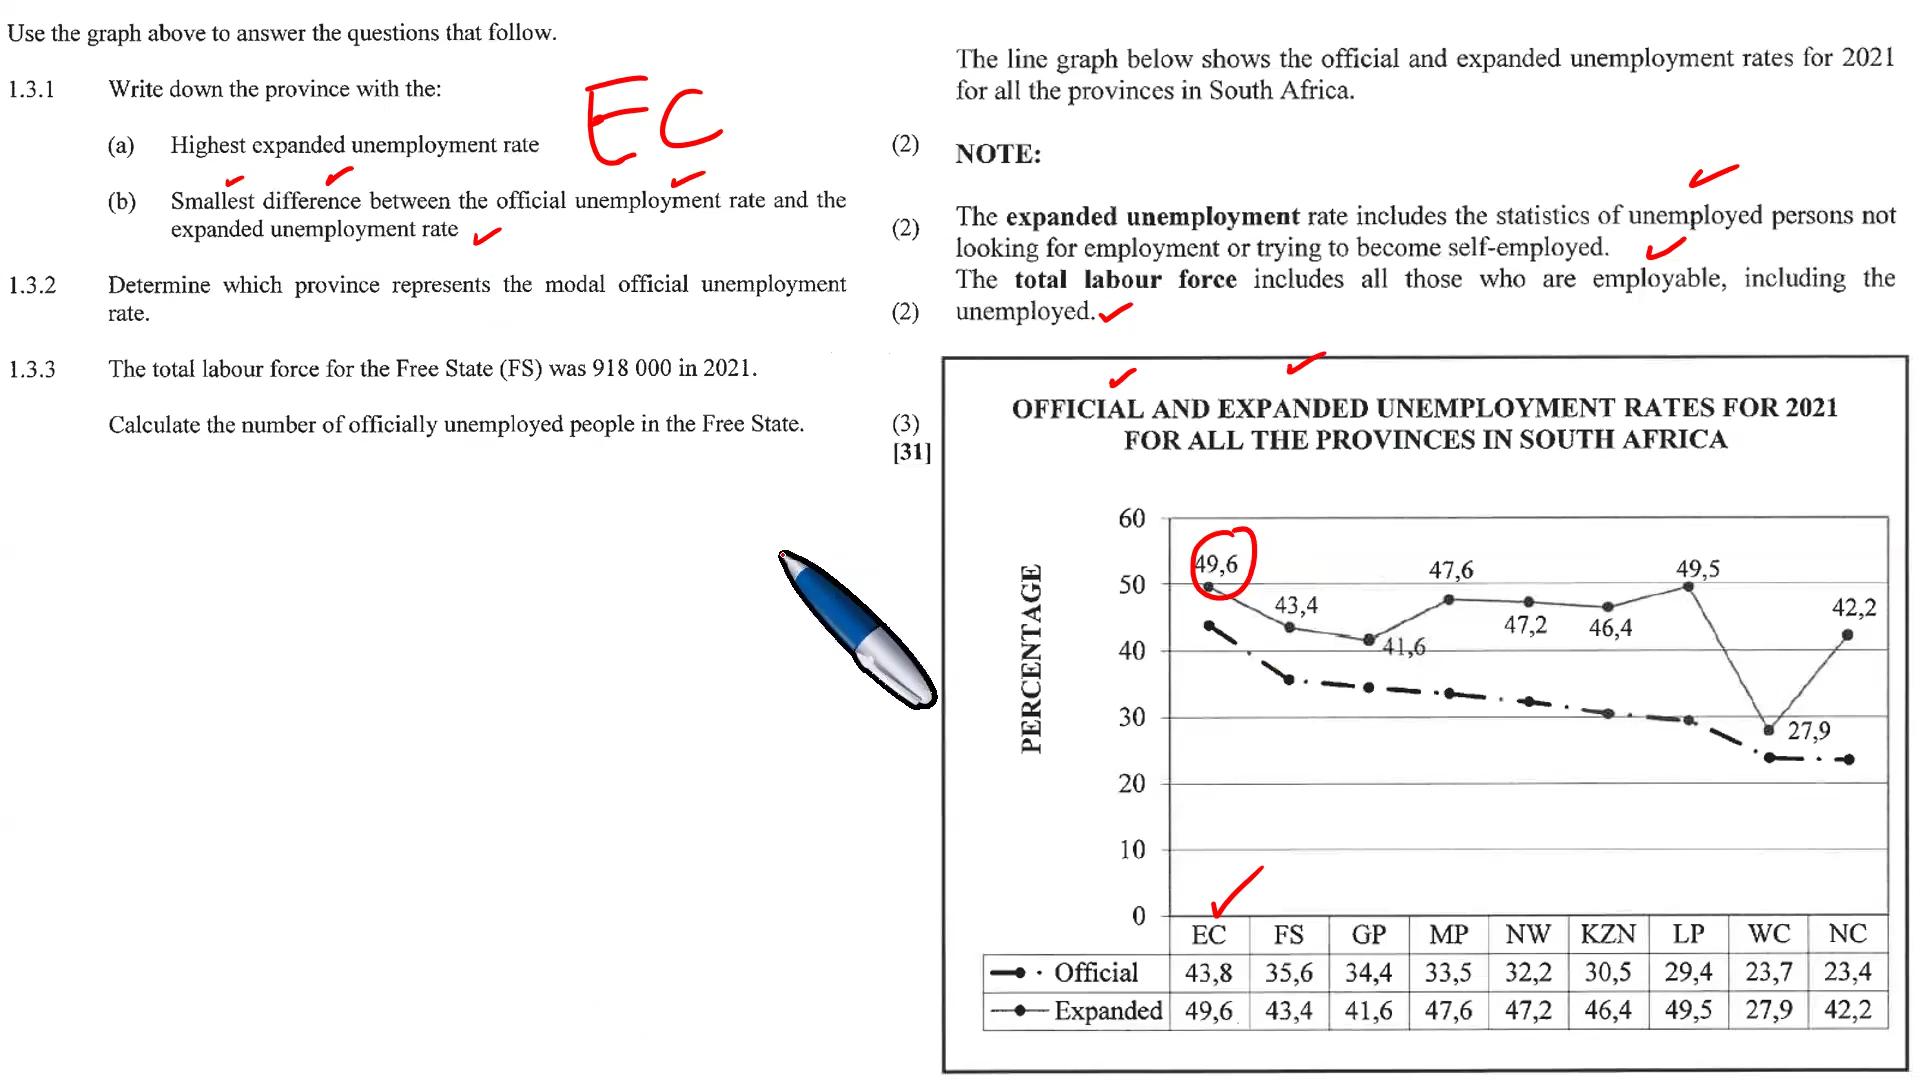 Use the graph above to answer the questions that follow.
1.3.1 Write down the province with the:
EC
(a) Highest expanded unemployment rate (2)
(b) Smallest difference between the official unemployment rate and the
expanded unemployment rate (2)
1.3.2 Determine which province represents the modal official unemployment
rate. (2)
1.3.3 The total labour force for the Free State (FS) was 918 000 in 2021.
Calculate the number of officially unemployed people in the Free State. (3)
[31]
The line graph below shows the official and expanded unemployment rates for 2021
for all the provinces in South Africa.
NOTE:
The expanded unemployment rate includes the statistics of unemployed persons not
looking for employment or trying to become self-employed.
The total labour force includes all those who are employable, including the
unemployed.
OFFICIAL AND EXPANDED UNEMPLOYMENT RATES FOR 2021
FOR ALL THE PROVINCES IN SOUTH AFRICA
PERCENTAGE
60
50
40
30
20
10
0
49,6
43,4
41,6
47,6
47,2
46,4
49,5
27,9
42,2
EC FS GP MP NW KZN LP WC NC
Official 43,8 35,6 34,4 33,5 32,2 30,5 29,4 23,7 23,4
Expanded 49,6 43,4 41,6 47,6 47,2 46,4 49,5 27,9 42,2